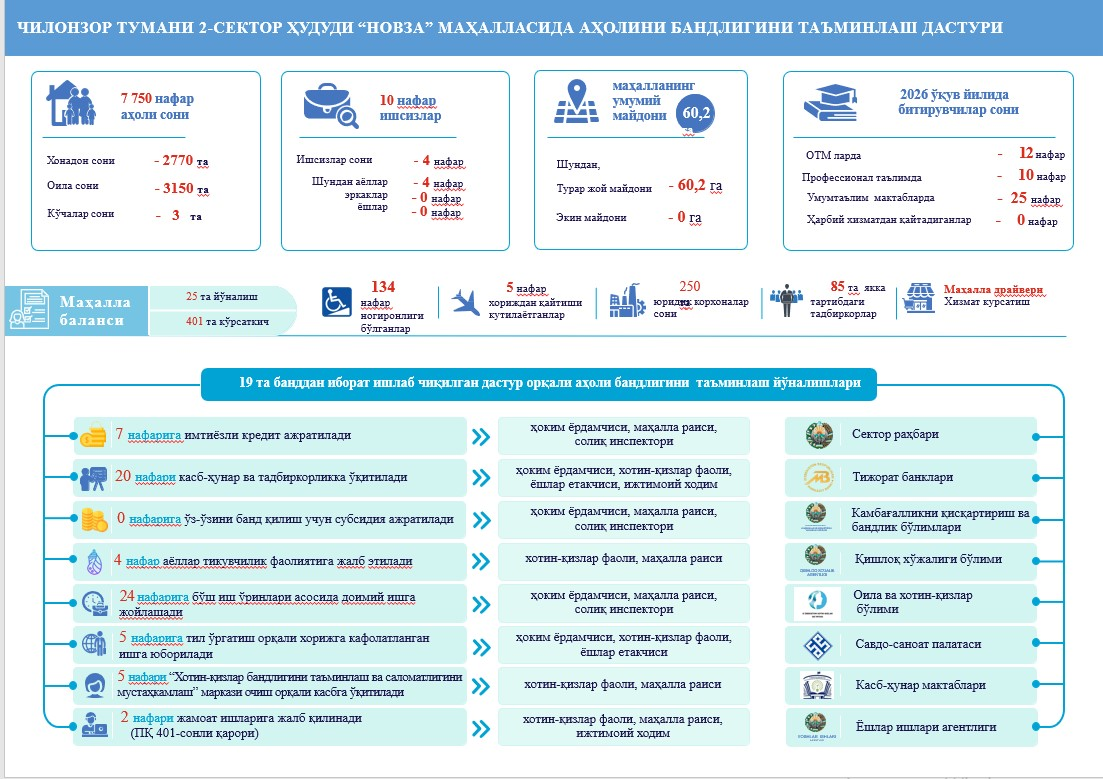 ЧИЛОНЗОР ТУМАНИ 2-СЕКТОР ҲУДУДИ “НОВЗА” МАҲАЛЛАСИДА АҲОЛИНИ БАНДЛИГИНИ ТАЪМИНЛАШ ДАСТУРИ
7 750 нафар
аҳоли сони
Хонадон сони - 2770 та
Оила сони - 3150 та
Кўчалар сони - 3 та
10 нафар
ишсизлар
Ишсизлар сони - 4 нафар
Шундан аёллар - 4 нафар
эркаклар - 0 нафар
ёшлар - 0 нафар
маҳалланинг
умумий
майдони 60,2
Шундан,
Турар жой майдони - 60,2 га
Экин майдони - 0 га
2026 ўқув йилида
битирувчилар сони
ОТМ ларда - 12 нафар
Профессионал таълимда - 10 нафар
Умумтаълим мактабларда - 25 нафар
Ҳарбий хизматдан қайтадиганлар - 0 нафар
Маҳалла
баланси
25 та йўналиш
401 та кўрсаткич
134
нафар
ногиронлиги
бўлганлар
5 нафар
хориждан қайтиши
кутилаётганлар
250
юридик корхоналар
сони
85 та якка
тартибдаги
тадбиркорлар
Маҳалла драйвери
Хизмат курсатиш
19 та банддан иборат ишлаб чиқилган дастур орқали аҳоли бандлигини таъминлаш йўналишлари
7 нафарига имтиёзли кредит ажратилади
ҳоким ёрдамчиси, маҳалла раиси,
солиқ инспектори
Сектор раҳбари
20 нафари касб-ҳунар ва тадбиркорликка ўқитилади
ҳоким ёрдамчиси, хотин-қизлар фаоли,
ёшлар етакчиси, ижтимоий ходим
Тижорат банклари
0 нафарига ўз-ўзини банд қилиш учун субсидия ажратилади
ҳоким ёрдамчиси, маҳалла раиси,
солиқ инспектори
Камбағалликни қисқартириш ва
бандлик бўлимлари
4 нафар аёллар тикувчилик фаолиятига жалб этилади
хотин-қизлар фаоли, маҳалла раиси
Қишлоқ хўжалиги бўлими
24 нафарига бўш иш ўринлари асосида доимий ишга
жойлашади
ҳоким ёрдамчиси, маҳалла раиси,
солиқ инспектори
Оила ва хотин-қизлар
бўлими
5 нафарига тил ўргатиш орқали хорижга кафолатланган
ишга юборилади
ҳоким ёрдамчиси, хотин-қизлар фаоли,
ёшлар етакчиси
Савдо-саноат палатаси
5 нафари “Хотин-қизлар бандлигини таъминлаш ва саломатлигини
мустаҳкамлаш” маркази очиш орқали касбга ўқитилади
хотин-қизлар фаоли, маҳалла раиси
Касб-ҳунар мактаблари
2 нафари жамоат ишларига жалб қилинади
(ПҚ 401-сонли қарори)
хотин-қизлар фаоли, маҳалла раиси,
ижтимоий ходим
Ёшлар ишлари агентлиги